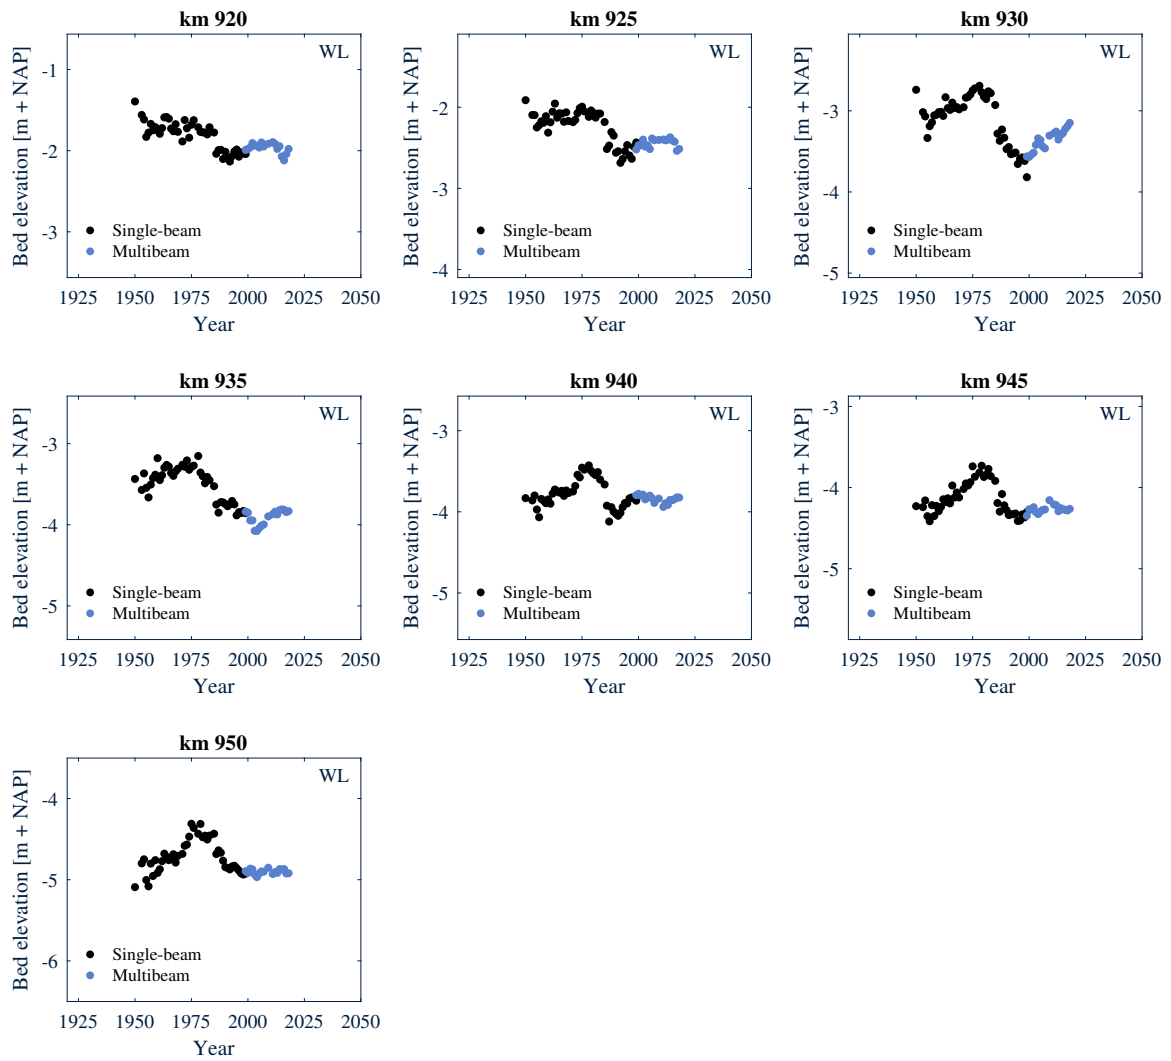 km 920
WL
Bed elevation [m + NAP]
-1
-2
-3
Single-beam
Multibeam
1925 1950 1975 2000 2025 2050
Year
km 925
WL
Bed elevation [m + NAP]
-2
-3
-4
Single-beam
Multibeam
1925 1950 1975 2000 2025 2050
Year
km 930
WL
Bed elevation [m + NAP]
-3
-4
-5
Single-beam
Multibeam
1925 1950 1975 2000 2025 2050
Year
km 935
WL
Bed elevation [m + NAP]
-3
-4
-5
Single-beam
Multibeam
1925 1950 1975 2000 2025 2050
Year
km 940
WL
Bed elevation [m + NAP]
-3
-4
-5
Single-beam
Multibeam
1925 1950 1975 2000 2025 2050
Year
km 945
WL
Bed elevation [m + NAP]
-3
-4
-5
Single-beam
Multibeam
1925 1950 1975 2000 2025 2050
Year
km 950
WL
Bed elevation [m + NAP]
-4
-5
-6
Single-beam
Multibeam
1925 1950 1975 2000 2025 2050
Year